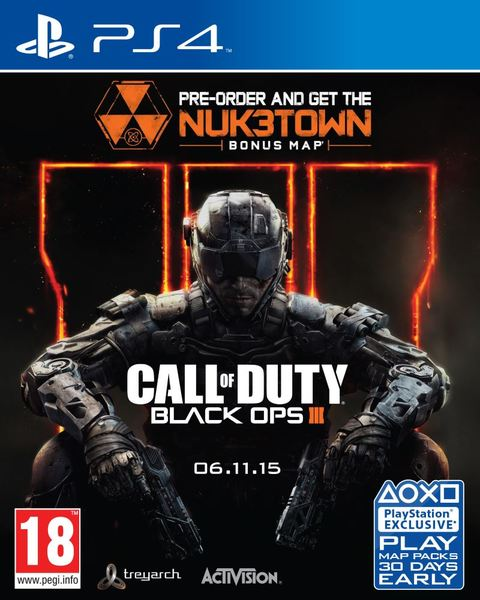 PS4
PRE-ORDER AND GET THE
NUK3TOWN
BONUS MAP*
CALL OF DUTY
BLACK OPS III
06.11.15
18
www.pegi.info
treyarch
ACTIVISION
PlayStation
EXCLUSIVE*
PLAY
MAP PACKS
30 DAYS
EARLY